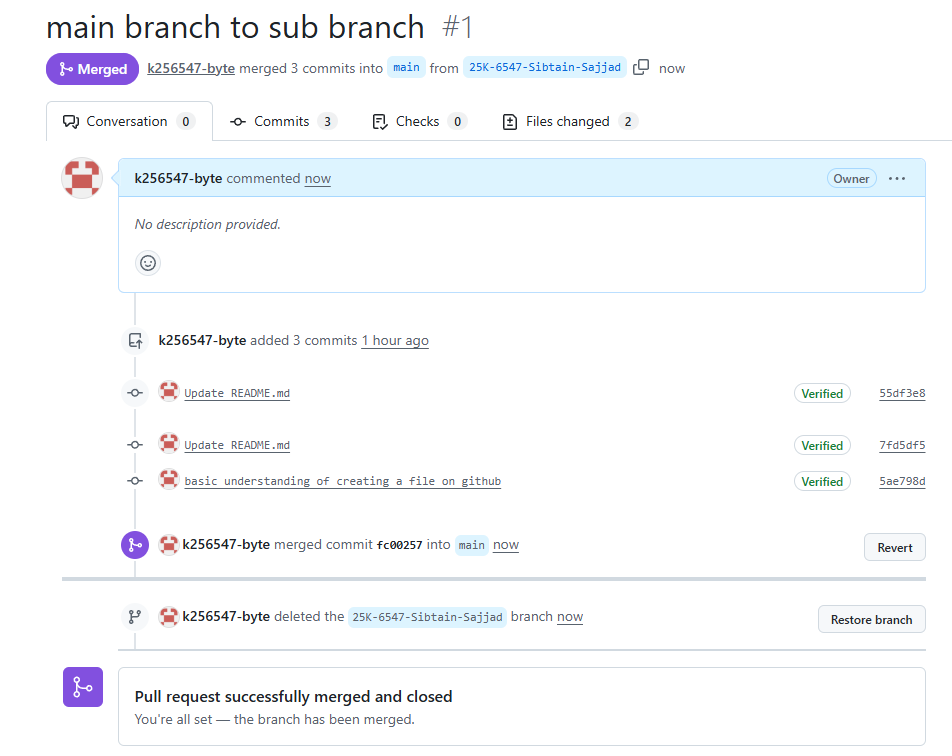 main branch to sub branch #1
Merged k256547-byte merged 3 commits into main from 25K-6547-Sibtain-Sajjad now
Conversation 0 Commits 3 Checks 0 Files changed 2
k256547-byte commented now Owner ...
No description provided.
k256547-byte added 3 commits 1 hour ago
Update README.md Verified 55df3e8
Update README.md Verified 7fd5df5
basic understanding of creating a file on github Verified 5ae798d
k256547-byte merged commit fc00257 into main now Revert
k256547-byte deleted the 25K-6547-Sibtain-Sajjad branch now Restore branch
Pull request successfully merged and closed
You're all set — the branch has been merged.